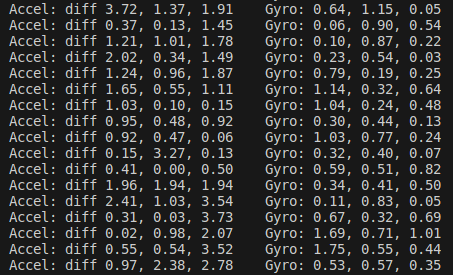 Accel: diff 3.72, 1.37, 1.91    Gyro: 0.64, 1.15, 0.05
Accel: diff 0.37, 0.13, 1.45    Gyro: 0.06, 0.90, 0.54
Accel: diff 1.21, 1.01, 1.78    Gyro: 0.10, 0.87, 0.22
Accel: diff 2.02, 0.34, 1.49    Gyro: 0.23, 0.54, 0.03
Accel: diff 1.24, 0.96, 1.87    Gyro: 0.79, 0.19, 0.25
Accel: diff 1.65, 0.55, 1.11    Gyro: 1.14, 0.32, 0.64
Accel: diff 1.03, 0.10, 0.15    Gyro: 1.04, 0.24, 0.48
Accel: diff 0.95, 0.48, 0.92    Gyro: 0.30, 0.44, 0.13
Accel: diff 0.92, 0.47, 0.06    Gyro: 1.03, 0.77, 0.24
Accel: diff 0.15, 3.27, 0.13    Gyro: 0.32, 0.40, 0.07
Accel: diff 0.41, 0.00, 0.50    Gyro: 0.59, 0.51, 0.82
Accel: diff 1.96, 1.94, 1.94    Gyro: 0.34, 0.41, 0.50
Accel: diff 2.41, 1.03, 3.54    Gyro: 0.11, 0.83, 0.05
Accel: diff 0.31, 0.03, 3.73    Gyro: 0.67, 0.32, 0.69
Accel: diff 0.02, 0.98, 2.07    Gyro: 1.69, 0.71, 1.01
Accel: diff 0.55, 0.54, 3.52    Gyro: 1.75, 0.55, 0.44
Accel: diff 0.97, 2.38, 2.78    Gyro: 0.53, 0.57, 0.35